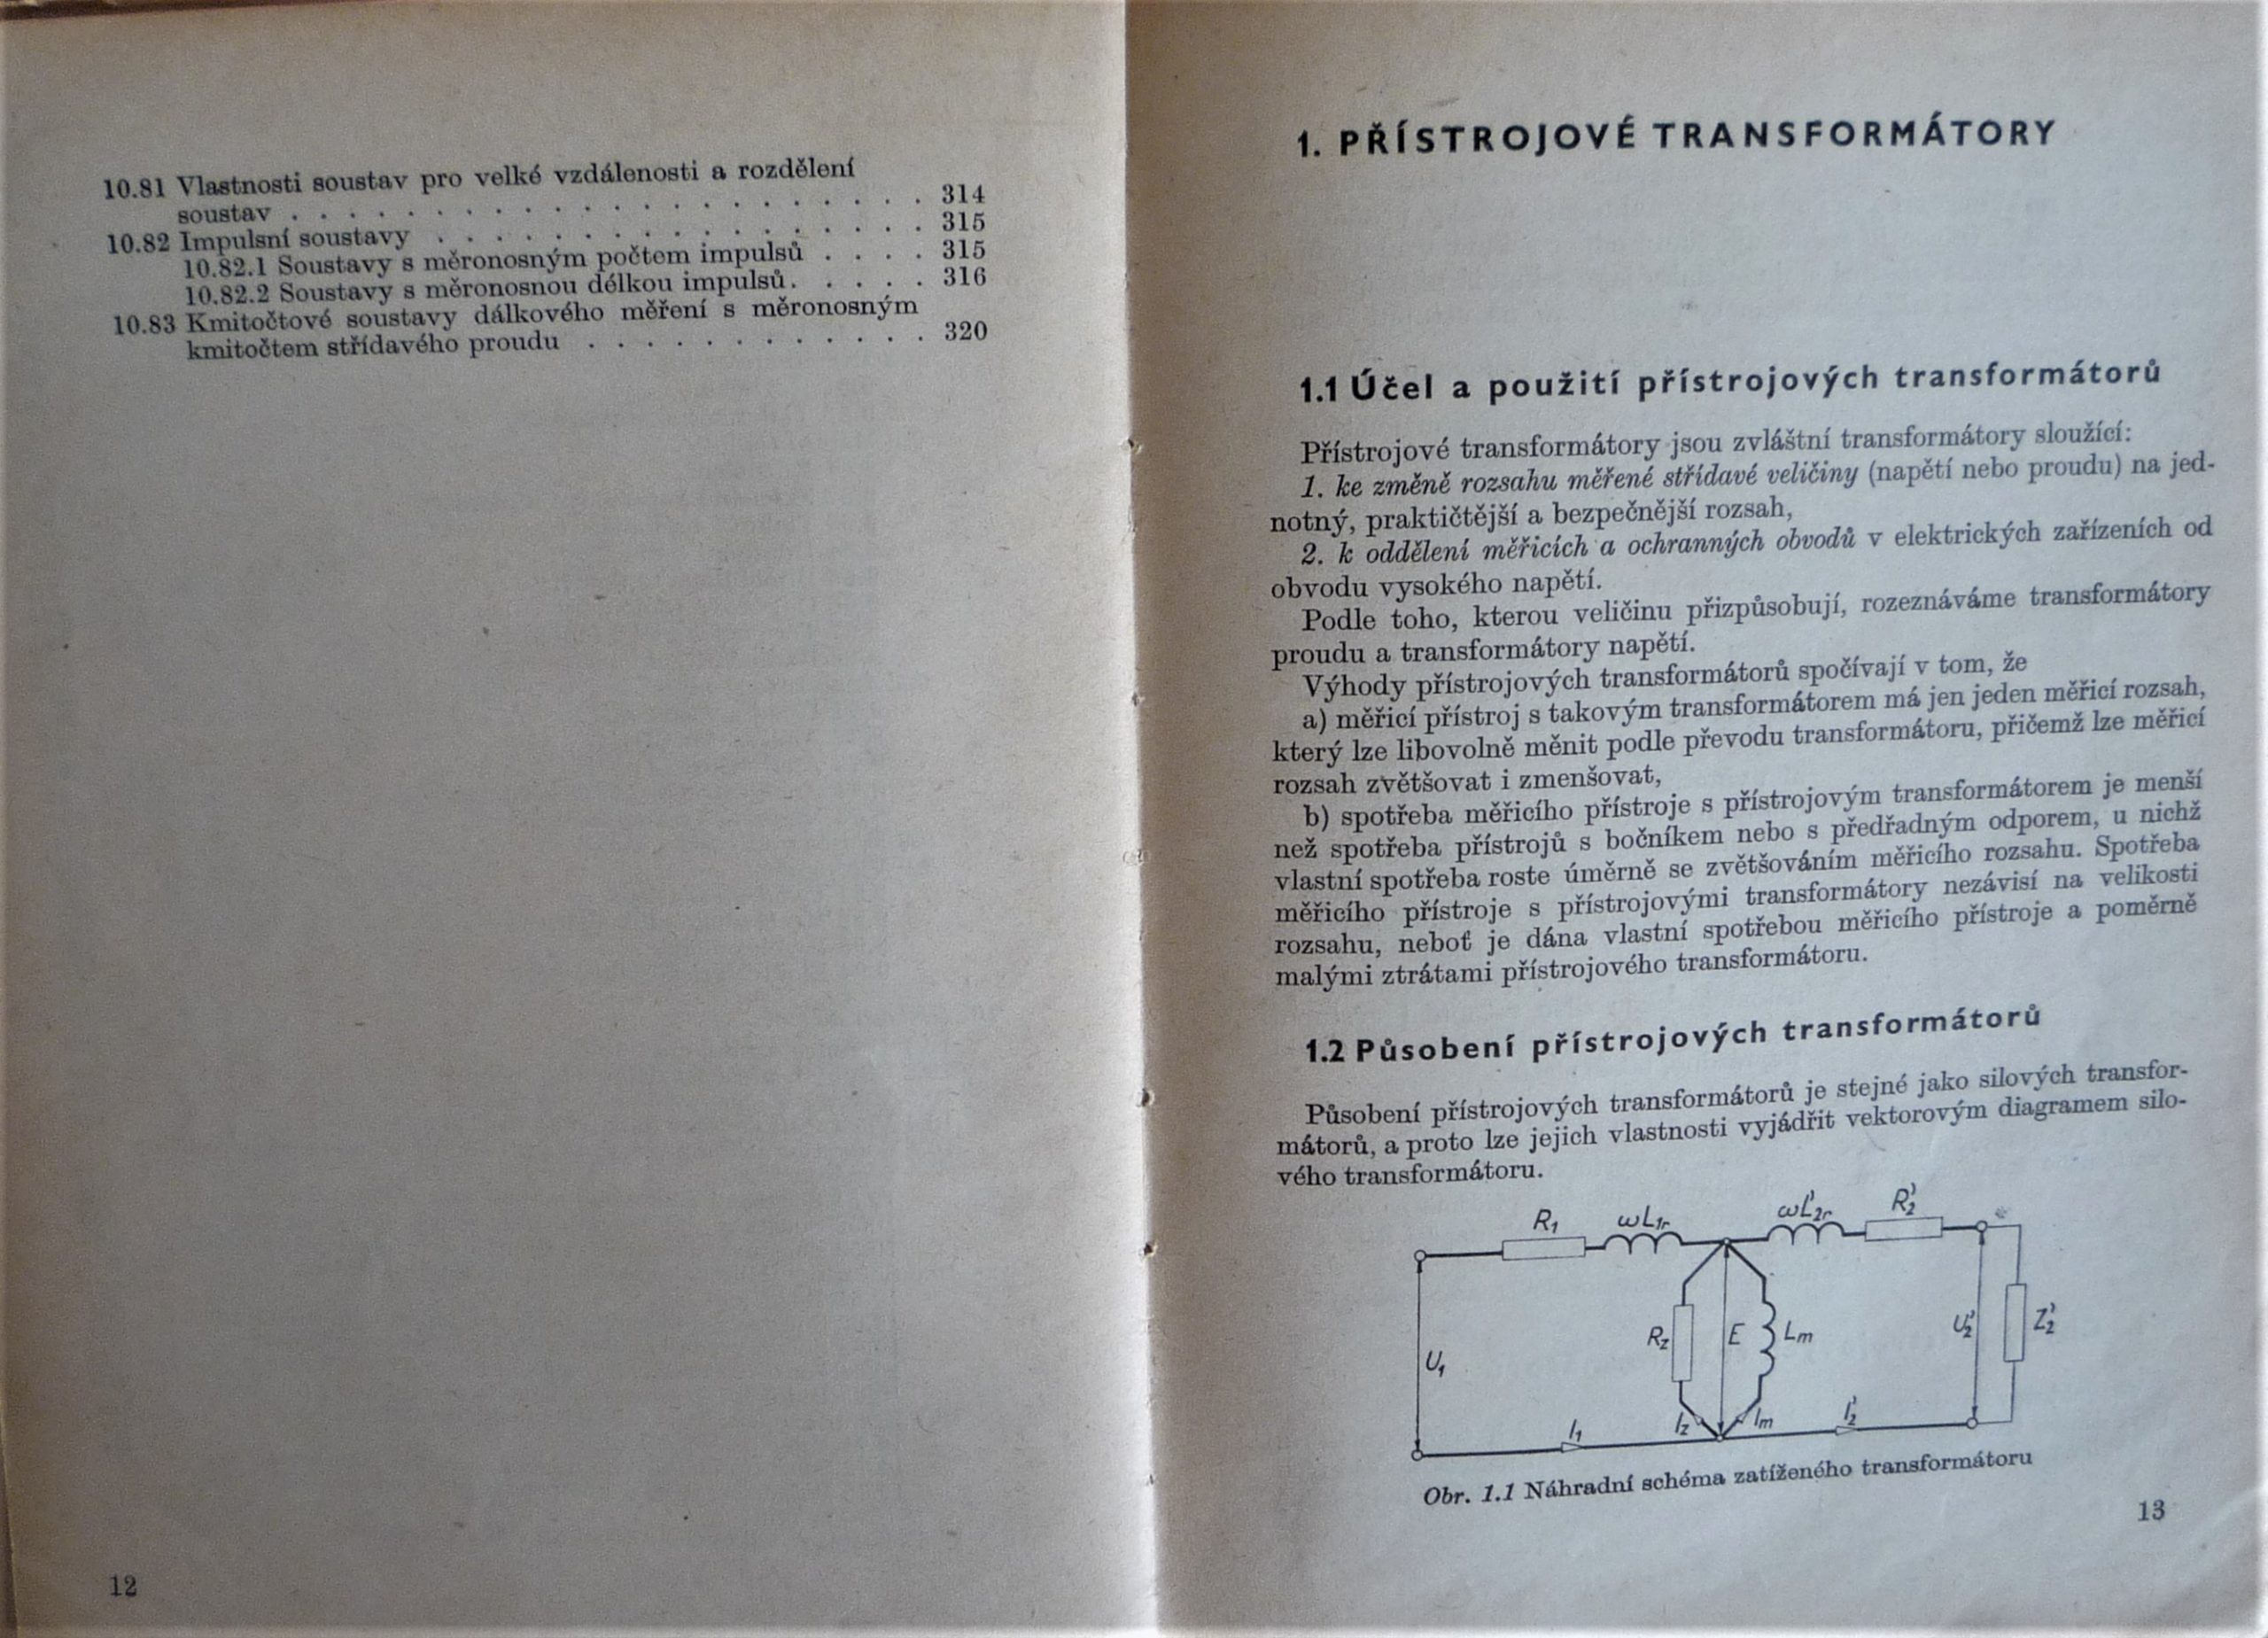 10.81 Vlastnosti soustav pro velké vzdálenosti a rozdělení
soustav . . . . . . . . . . . . . . . . . . . . . . 314
10.82 Impulsní soustavy . . . . . . . . . . . . . . . . . 315
10.82.1 Soustavy s měronosným počtem impulsů . . . . 315
10.82.2 Soustavy s měronosnou délkou impulsů. . . . . 316
10.83 Kmitočtové soustavy dálkového měření s měronosným
kmitočtem střídavého proudu . . . . . . . . . . . . 320
12
1. PŘÍSTROJOVÉ TRANSFORMÁTORY
1.1 Účel a použití přístrojových transformátorů
Přístrojové transformátory jsou zvláštní transformátory sloužící:
1. ke změně rozsahu měřené střídavé veličiny (napětí nebo proudu) na jed-
notný, praktičtější a bezpečnější rozsah,
2. k oddělení měřicích a ochranných obvodů v elektrických zařízeních od
obvodu vysokého napětí.
Podle toho, kterou veličinu přizpůsobují, rozeznáváme transformátory
proudu a transformátory napětí.
Výhody přístrojových transformátorů spočívají v tom, že
a) měřicí přístroj s takovým transformátorem má jen jeden měřicí rozsah,
který lze libovolně měnit podle převodu transformátoru, přičemž lze měřicí
rozsah zvětšovat i zmenšovat,
b) spotřeba měřicího přístroje s přístrojovým transformátorem je menší
než spotřeba přístrojů s bočníkem nebo s předřadným odporem, u nichž
vlastní spotřeba roste úměrně se zvětšováním měřicího rozsahu. Spotřeba
měřicího přístroje s přístrojovými transformátory nezávisí na velikosti
rozsahu, neboť je dána vlastní spotřebou měřicího přístroje a poměrně
malými ztrátami přístrojového transformátoru.
1.2 Působení přístrojových transformátorů
Působení přístrojových transformátorů je stejné jako silových transfor-
mátorů, a proto lze jejich vlastnosti vyjádřit vektorovým diagramem silo-
vého transformátoru.
R1 ωL1r ωL'2r R'2
U1 Rz E Lm U'2 Z'2
I1 Iz Im I'2
Obr. 1.1 Náhradní schéma zatíženého transformátoru
13